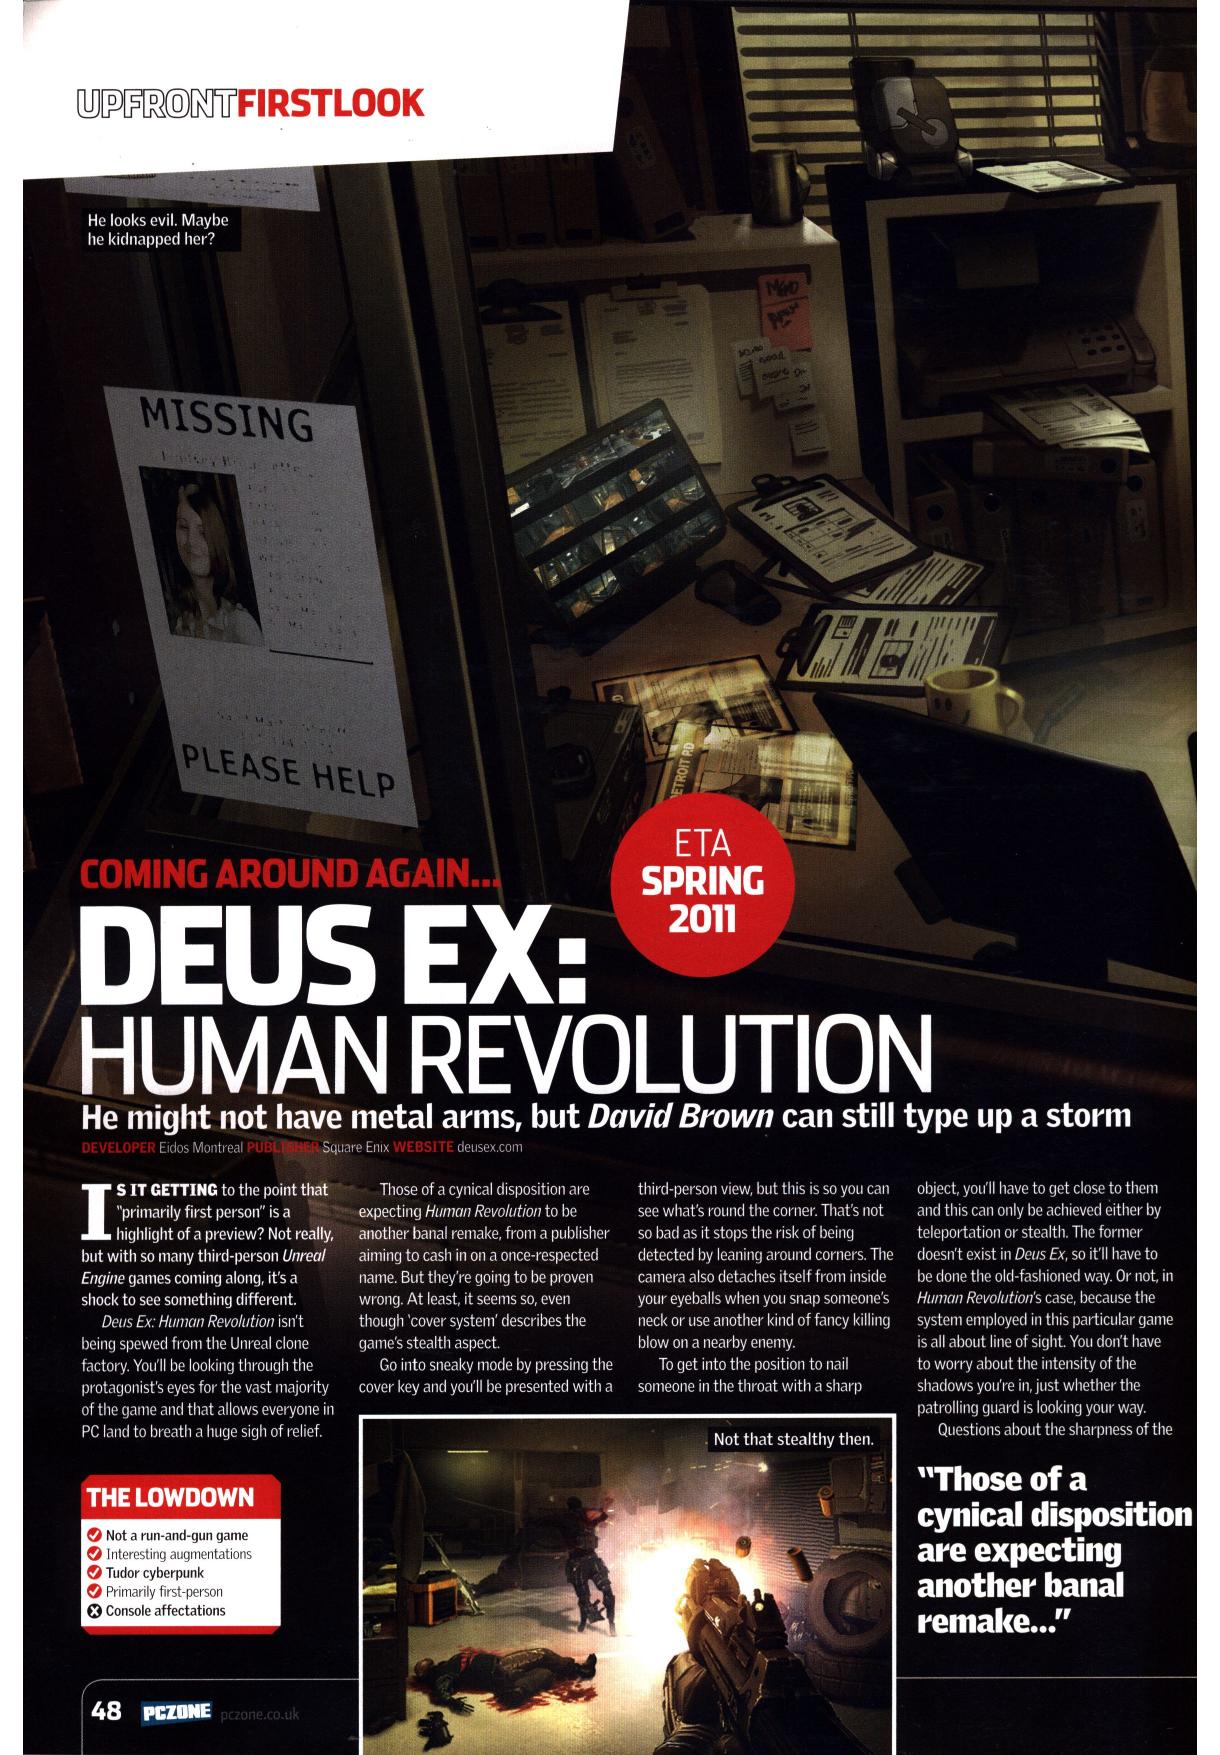 UPFRONTFIRSTLOOK
He looks evil. Maybe
he kidnapped her?
MISSING
PLEASE HELP
DETROIT PD
ETA
SPRING
2011
COMING AROUND AGAIN...
DEUS EX:
HUMAN REVOLUTION
He might not have metal arms, but David Brown can still type up a storm
DEVELOPER Eidos Montreal PUBLISHER Square Enix WEBSITE deusex.com
IS IT GETTING to the point that
"primarily first person" is a
highlight of a preview? Not really,
but with so many third-person Unreal
Engine games coming along, it's a
shock to see something different.
Deus Ex: Human Revolution isn't
being spewed from the Unreal clone
factory. You'll be looking through the
protagonist's eyes for the vast majority
of the game and that allows everyone in
PC land to breath a huge sigh of relief.
Those of a cynical disposition are
expecting Human Revolution to be
another banal remake, from a publisher
aiming to cash in on a once-respected
name. But they're going to be proven
wrong. At least, it seems so, even
though 'cover system' describes the
game's stealth aspect.
Go into sneaky mode by pressing the
cover key and you'll be presented with a
third-person view, but this is so you can
see what's round the corner. That's not
so bad as it stops the risk of being
detected by leaning around corners. The
camera also detaches itself from inside
your eyeballs when you snap someone's
neck or use another kind of fancy killing
blow on a nearby enemy.
To get into the position to nail
someone in the throat with a sharp
object, you'll have to get close to them
and this can only be achieved either by
teleportation or stealth. The former
doesn't exist in Deus Ex, so it'll have to
be done the old-fashioned way. Or not, in
Human Revolution's case, because the
system employed in this particular game
is all about line of sight. You don't have
to worry about the intensity of the
shadows you're in, just whether the
patrolling guard is looking your way.
Questions about the sharpness of the
THE LOWDOWN
Not a run-and-gun game
Interesting augmentations
Tudor cyberpunk
Primarily first-person
Console affectations
Not that stealthy then.
"Those of a
cynical disposition
are expecting
another banal
remake..."
48 PCZONE pczone.co.uk